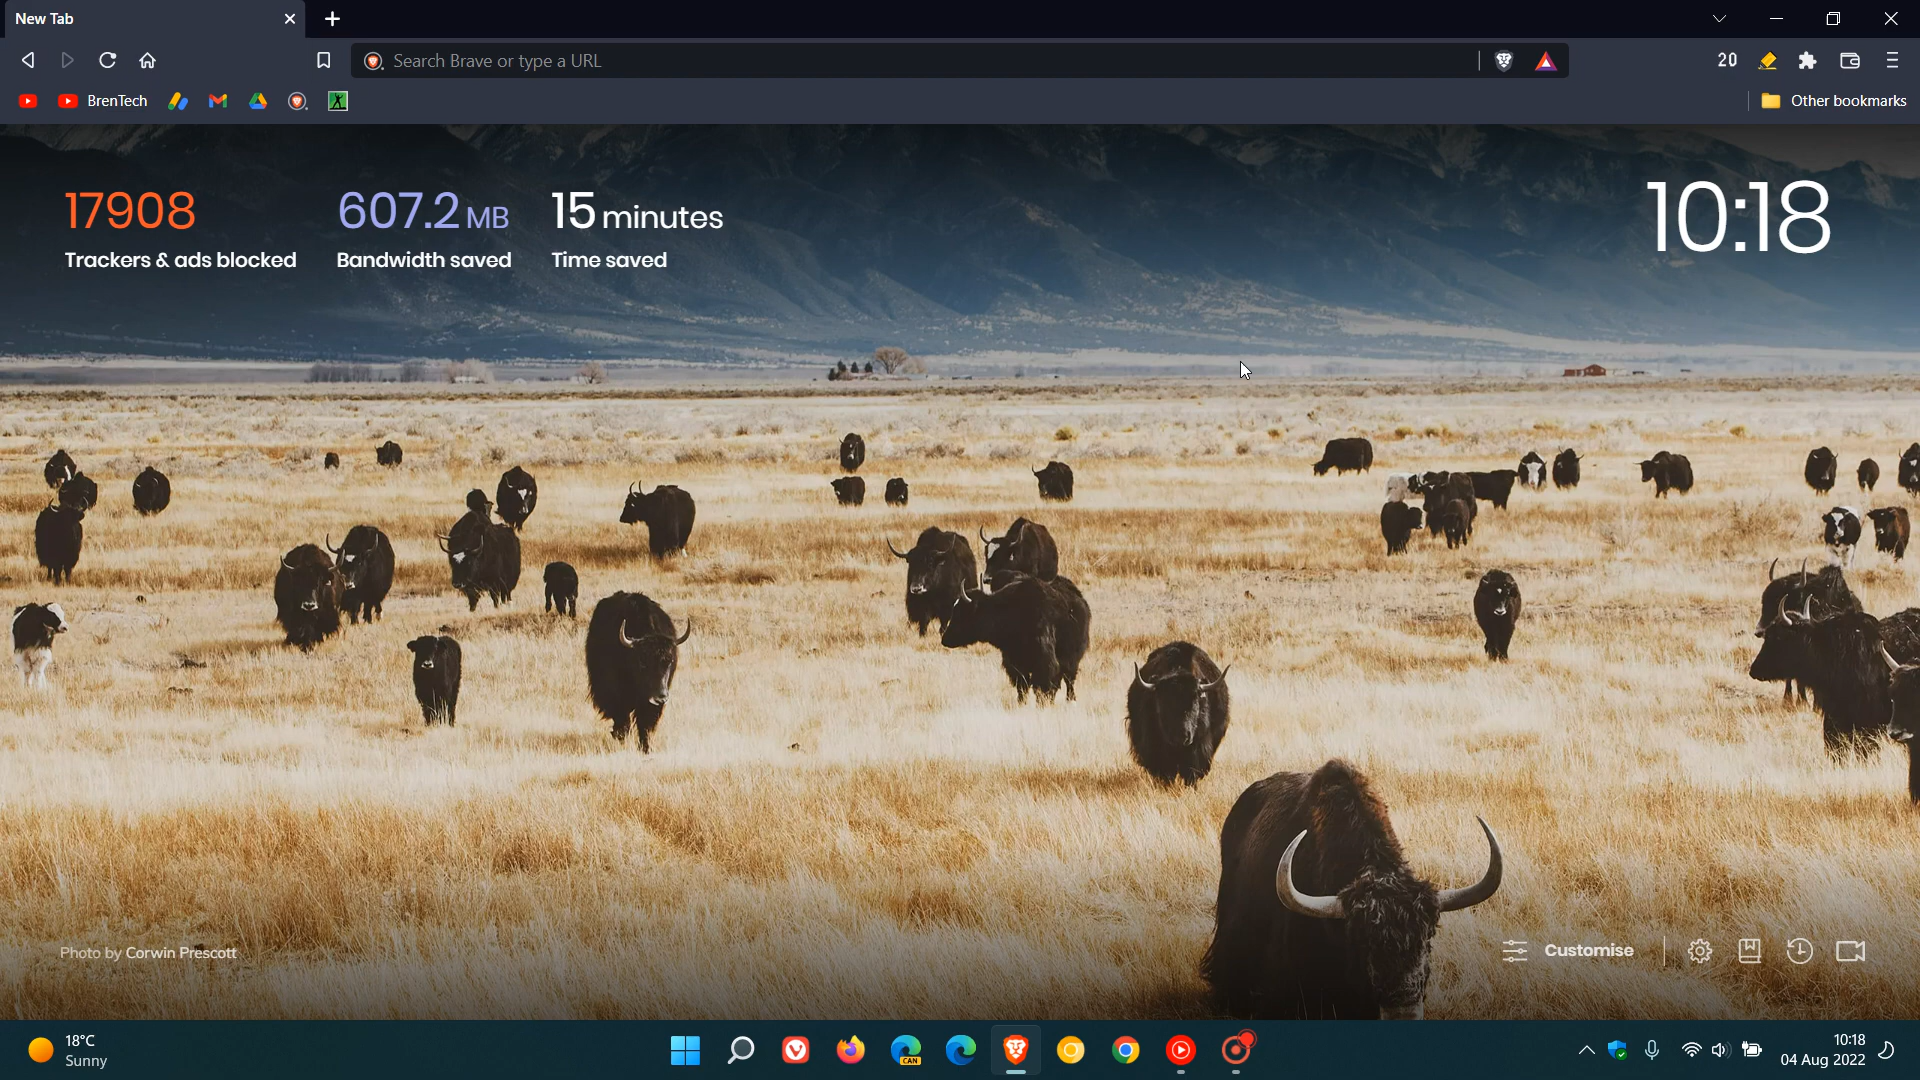 New Tab
Search Brave or type a URL
20
BrenTech
Other bookmarks
17908
607.2 MB
15 minutes
10:18
Trackers & ads blocked
Bandwidth saved
Time saved
Photo by Corwin Prescott
Customise
18°C
Sunny
CAN
10:18
04 Aug 2022